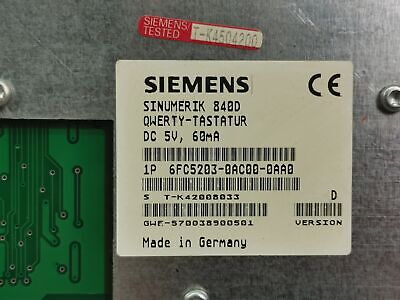 SIEMENS
TESTED
T-K4504200
SIEMENS CE
SINUMERIK 840D
QWERTY-TASTATUR
DC 5V, 60mA
1P 6FC5203-0AC00-0AA0
S T-K42008033 D
GWE-570038900501 VERSION
Made in Germany